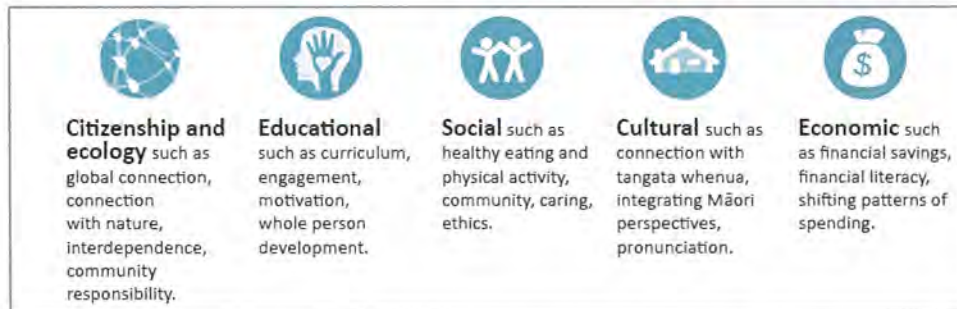 Citizenship and
ecology such as
global connection,
connection
with nature,
interdependence,
community
responsibility.
Educational
such as curriculum,
engagement,
motivation,
whole person
development.
Social such as
healthy eating and
physical activity,
community, caring,
ethics.
Cultural such as
connection with
tangata whenua,
integrating Māori
perspectives,
pronunciation.
$
Economic such
as financial savings,
financial literacy,
shifting patterns of
spending.